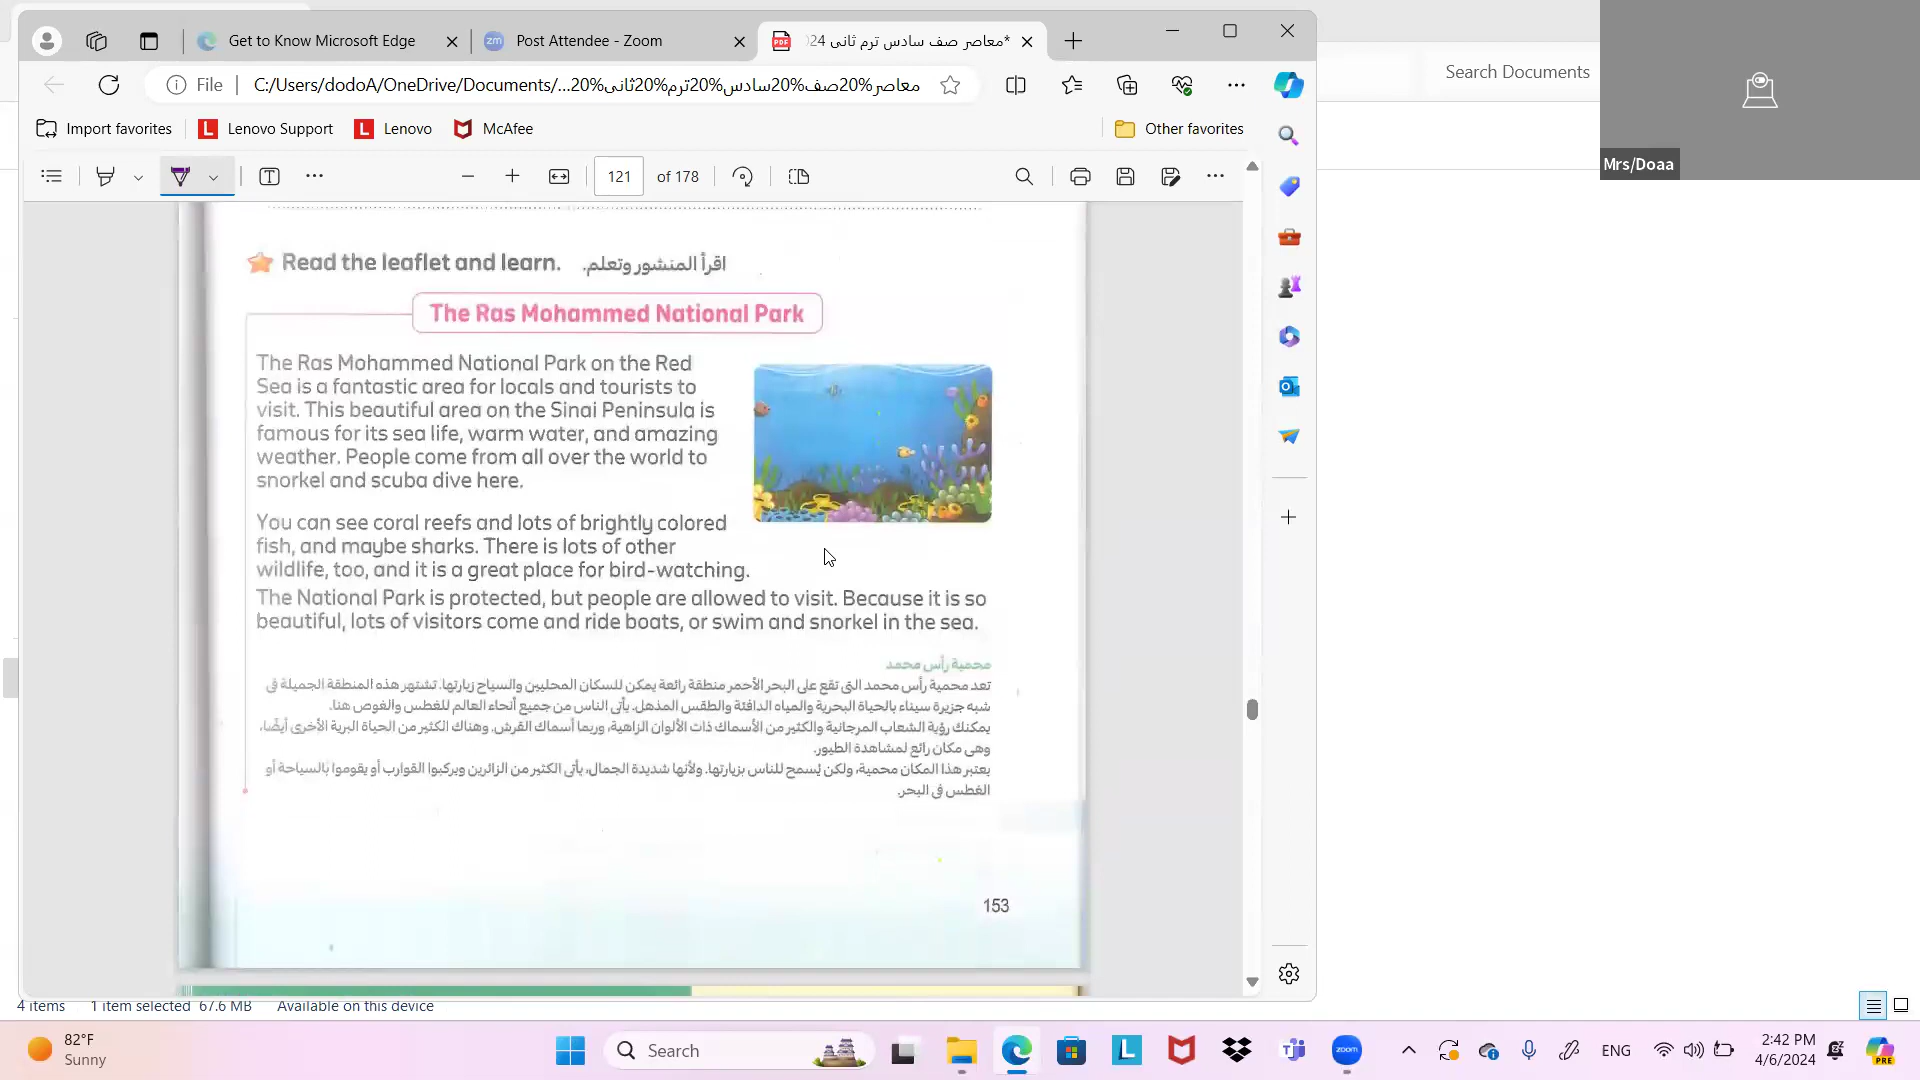 Get to Know Microsoft Edge
zm Post Attendee - Zoom
PDF معاصر صف سادس ترم ثانى 24*
Search Documents
File
C:/Users/dodoA/OneDrive/Documents/...20%معاصر%20صف%20سادس%20ترم%20ثانى
Import favorites
L Lenovo Support
L Lenovo
McAfee
Other favorites
Mrs/Doaa
121 of 178
Read the leaflet and learn. اقرأ المنشور وتعلم.
The Ras Mohammed National Park
The Ras Mohammed National Park on the Red
Sea is a fantastic area for locals and tourists to
visit. This beautiful area on the Sinai Peninsula is
famous for its sea life, warm water, and amazing
weather. People come from all over the world to
snorkel and scuba dive here.
You can see coral reefs and lots of brightly colored
fish, and maybe sharks. There is lots of other
wildlife, too, and it is a great place for bird-watching.
The National Park is protected, but people are allowed to visit. Because it is so
beautiful, lots of visitors come and ride boats, or swim and snorkel in the sea.
محمية رأس محمد
تعد محمية رأس محمد التى تقع على البحر الأحمر منطقة رائعة يمكن للسكان المحليين والسياح زيارتها. تشتهر هذه المنطقة الجميلة فى
شبه جزيرة سيناء بالحياة البحرية والمياه الدافئة والطقس المذهل. يأتى الناس من جميع أنحاء العالم للغطس والغوص هنا.
يمكنك رؤية الشعاب المرجانية والكثير من الأسماك ذات الألوان الزاهية، وربما أسماك القرش. وهناك الكثير من الحياة البرية الأخرى أيضًا،
وهى مكان رائع لمشاهدة الطيور.
يعتبر هذا المكان محمية، ولكن يُسمح للناس بزيارتها. ولأنها شديدة الجمال، يأتى الكثير من الزائرين ويركبوا القوارب أو يقوموا بالسباحة أو
الغطس فى البحر.
153
4 items 1 item selected 67.6 MB Available on this device
82°F
Sunny
Search
L
zoom
ENG
2:42 PM
4/6/2024
PRE